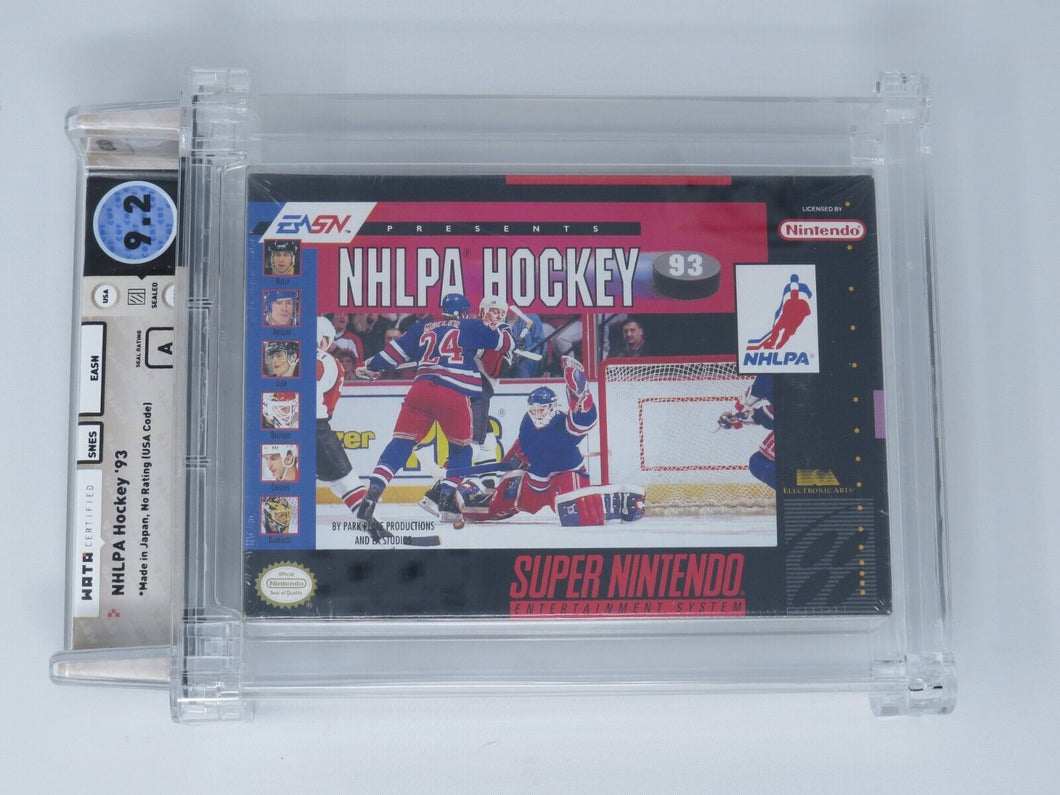 9.2
USA
SEALED
SEAL RATING
A
EASN
SNES
WATA CERTIFIED
NHLPA Hockey '93
*Made in Japan, No Rating (USA Code)
EASN™
PRESENTS
NHLPA® HOCKEY
93
LICENSED BY
Nintendo®
NHLPA®
24
EA
ELECTRONIC ARTS®
BY PARK PLACE PRODUCTIONS
AND EA STUDIOS
Official
Nintendo
Seal of Quality
SUPER NINTENDO®
ENTERTAINMENT SYSTEM